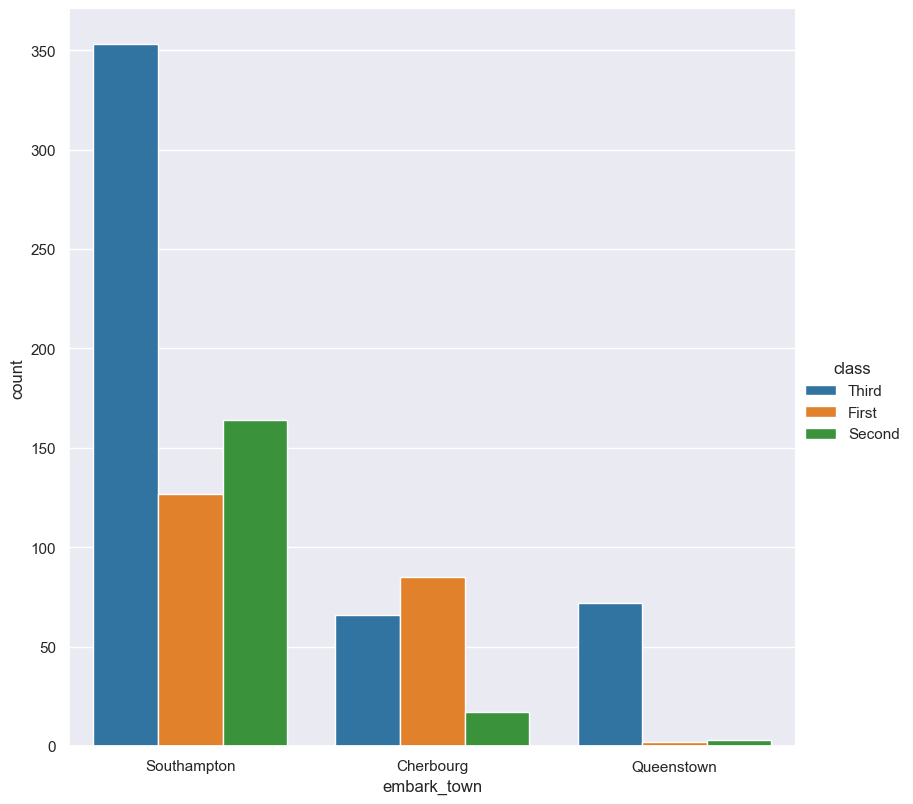 350
300
250
200
150
100
50
0
count
Southampton
Cherbourg
Queenstown
embark_town
class
Third
First
Second